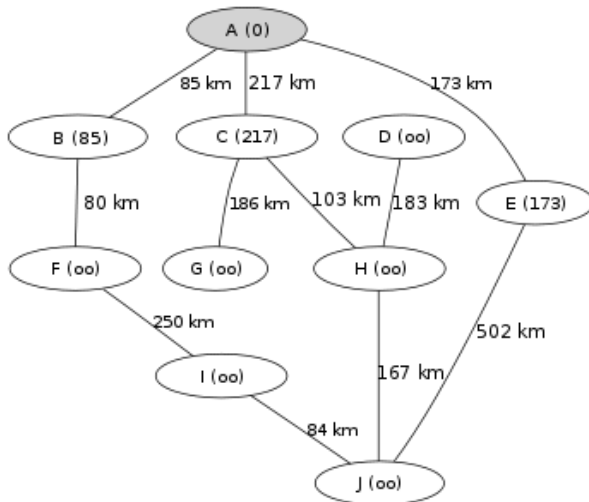 A (0)
85 km
217 km
173 km
B (85)
C (217)
D (oo)
80 km
186 km
103 km
183 km
E (173)
F (oo)
G (oo)
H (oo)
250 km
502 km
I (oo)
167 km
84 km
J (oo)